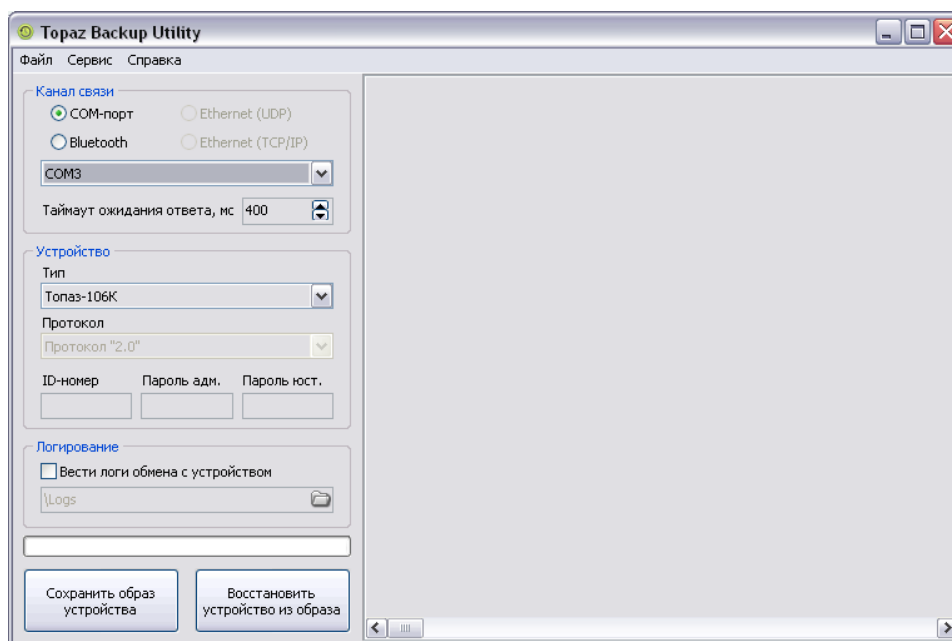 Topaz Backup Utility
Файл Сервис Справка
Канал связи
COM-порт Ethernet (UDP)
Bluetooth Ethernet (TCP/IP)
COM3
Таймаут ожидания ответа, мс 400
Устройство
Тип
Топаз-106К
Протокол
Протокол "2.0"
ID-номер Пароль адм. Пароль юст.
Логирование
Вести логи обмена с устройством
\Logs
Сохранить образ устройства
Восстановить устройство из образа